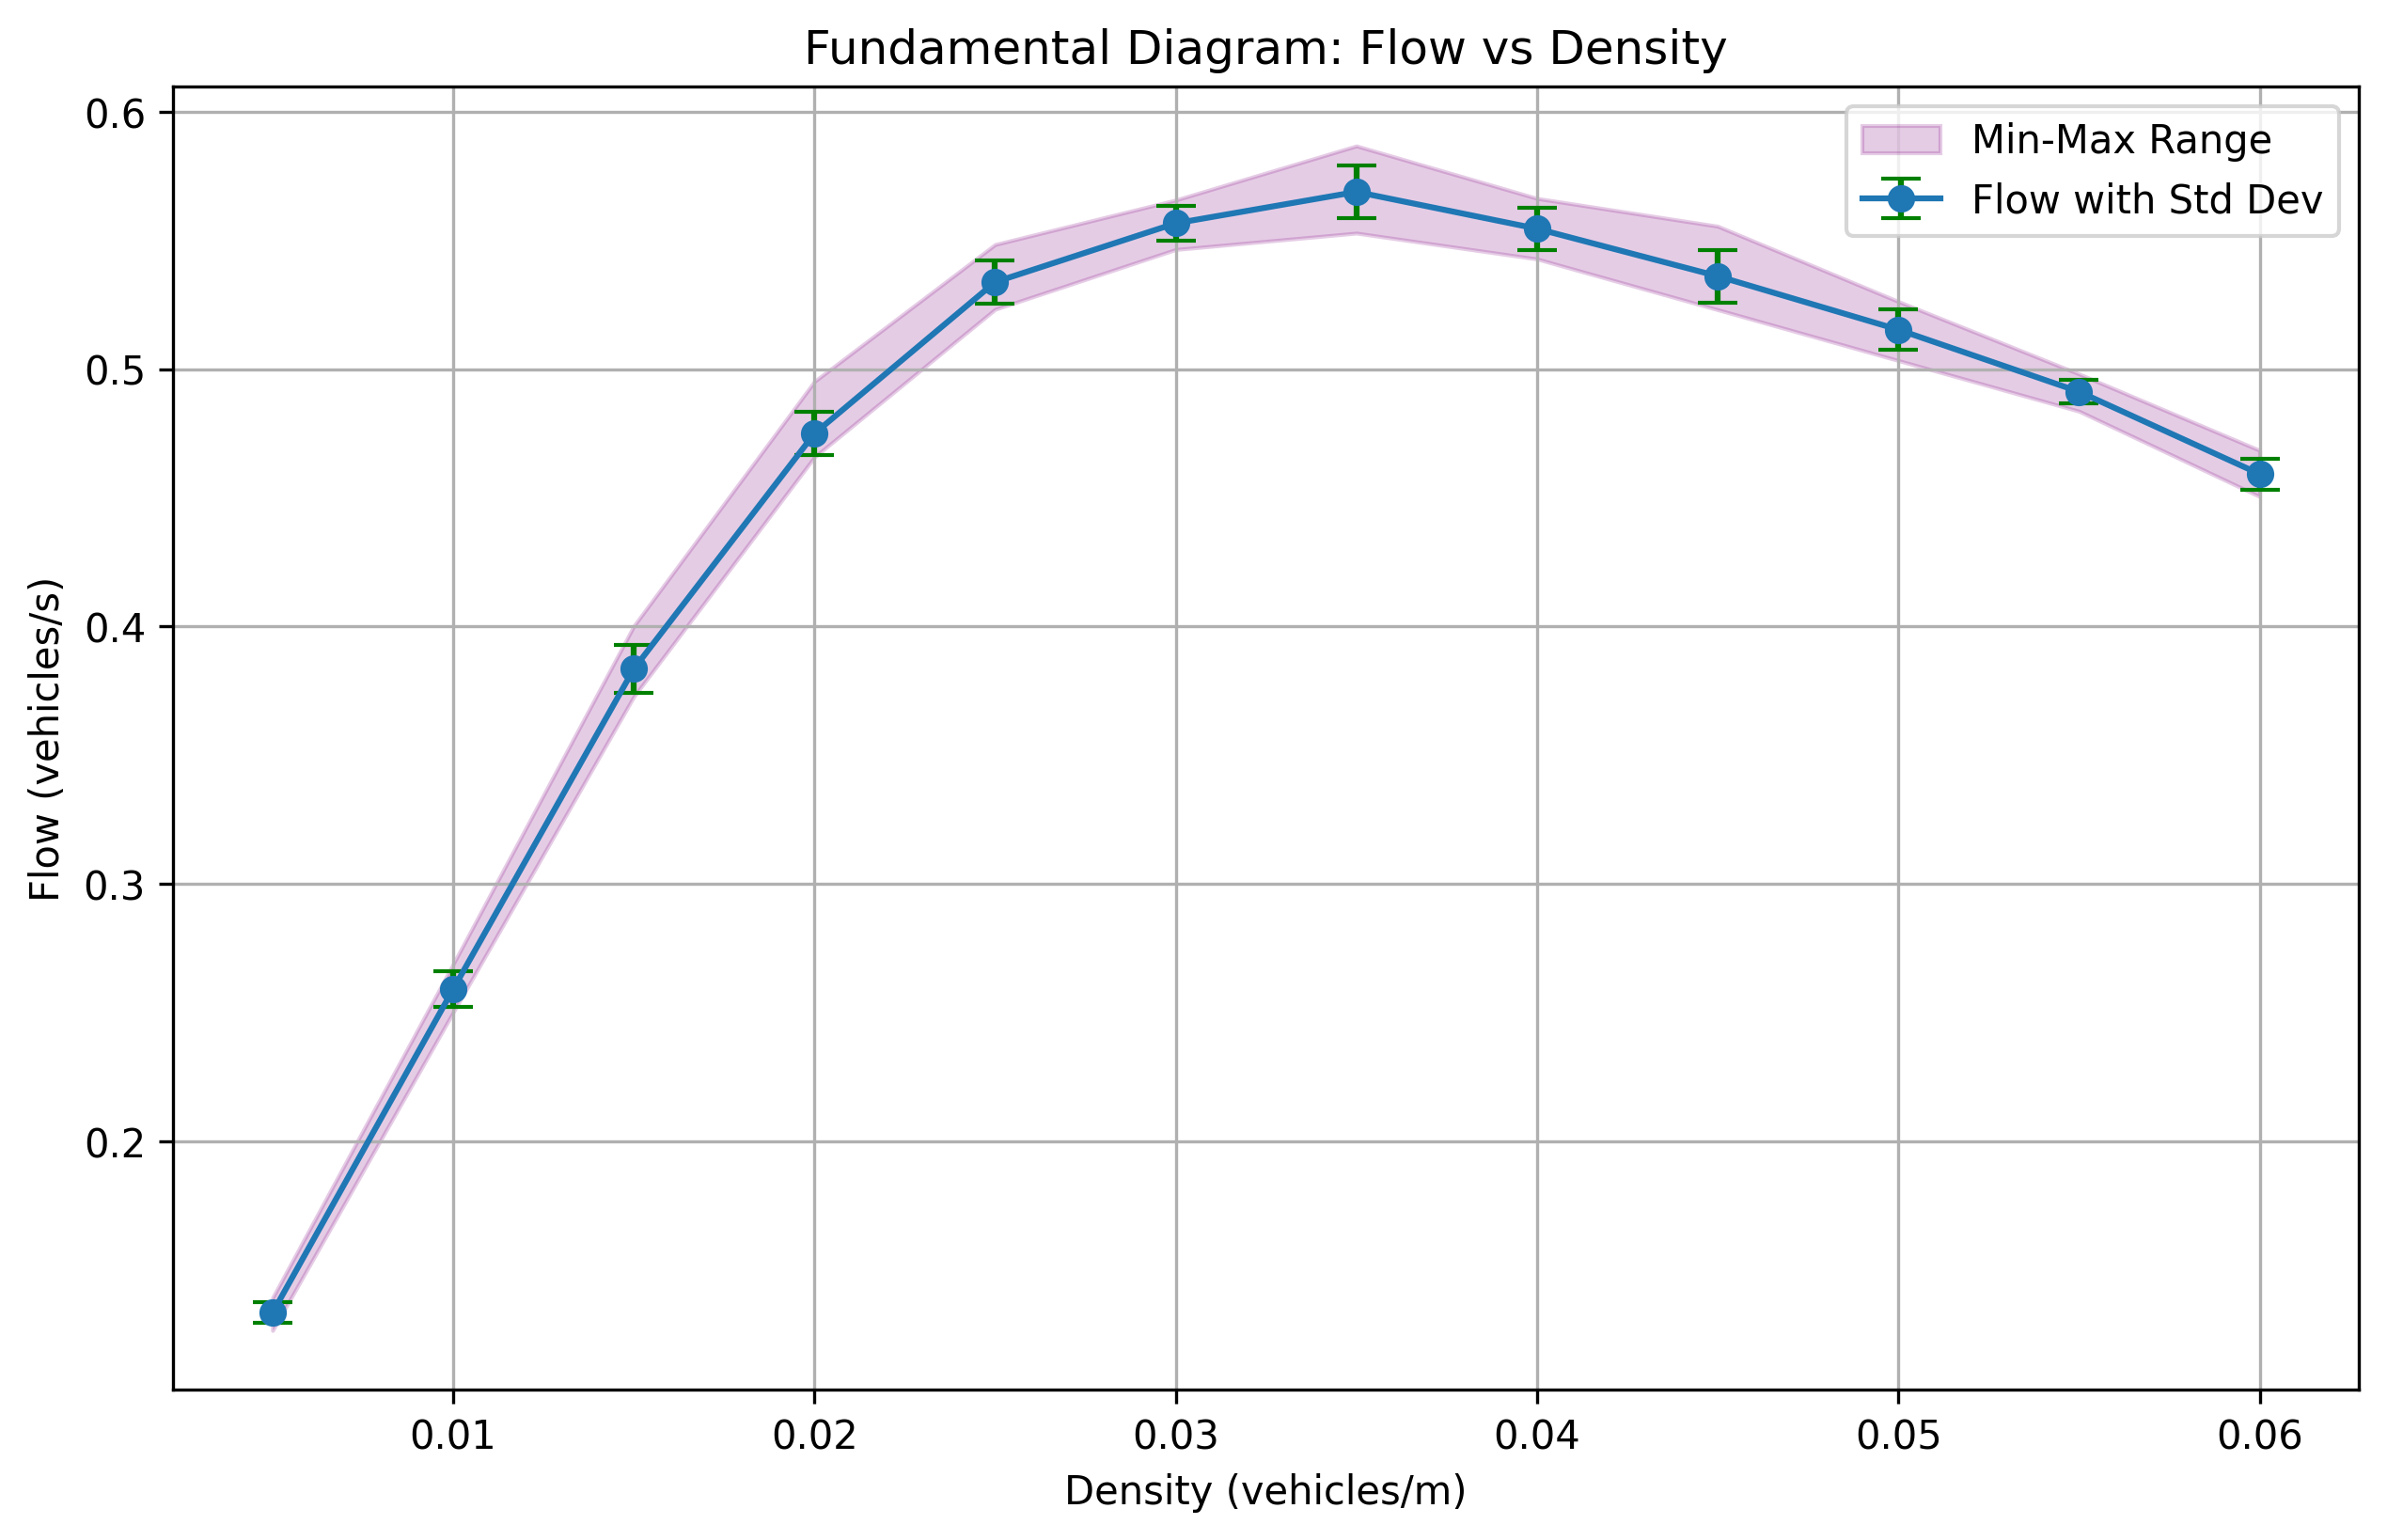 Fundamental Diagram: Flow vs Density
Min-Max Range
Flow with Std Dev
0.6
0.5
0.4
0.3
0.2
Flow (vehicles/s)
0.01 0.02 0.03 0.04 0.05 0.06
Density (vehicles/m)